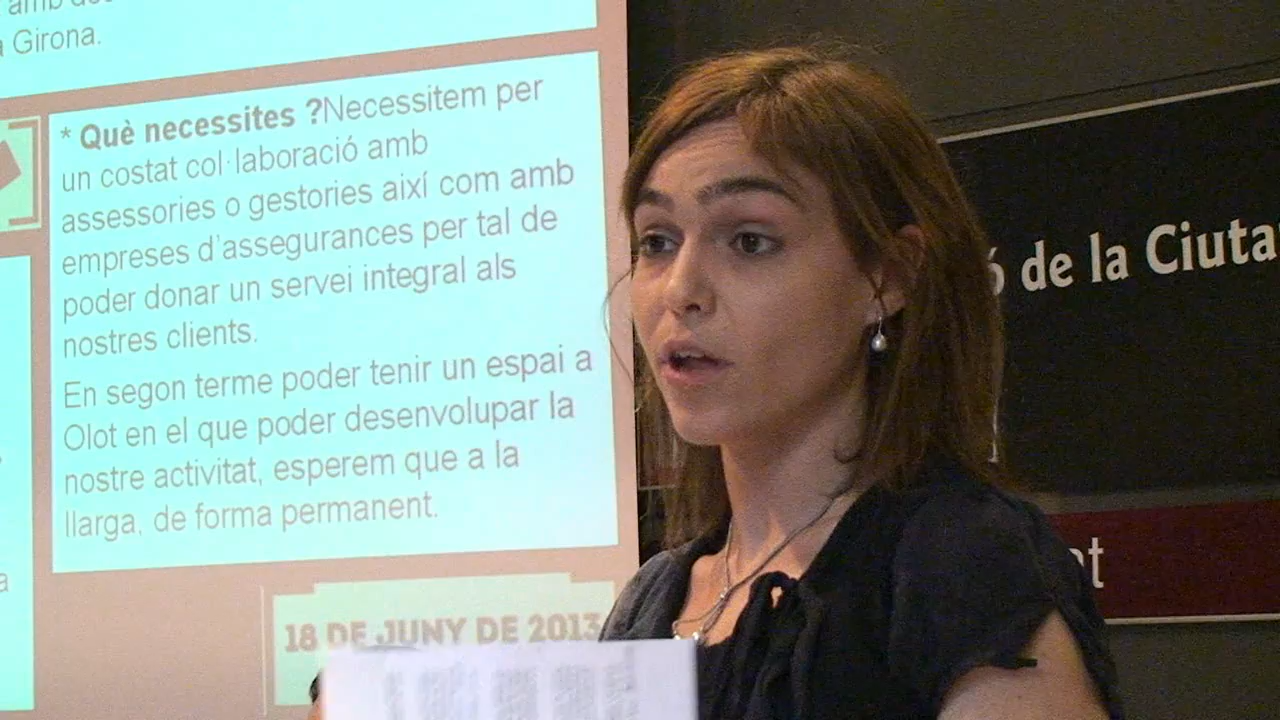 amb
Girona.
* Què necessites ?Necessitem per
un costat col·laboració amb
assessories o gestories així com amb
empreses d'assegurances per tal de
poder donar un servei integral als
nostres clients.
En segon terme poder tenir un espai a
Olot en el que poder desenvolupar la
nostre activitat, esperem que a la
llarga, de forma permanent.
a
18 DE JUNY DE 2013
ó de la Ciuta
at